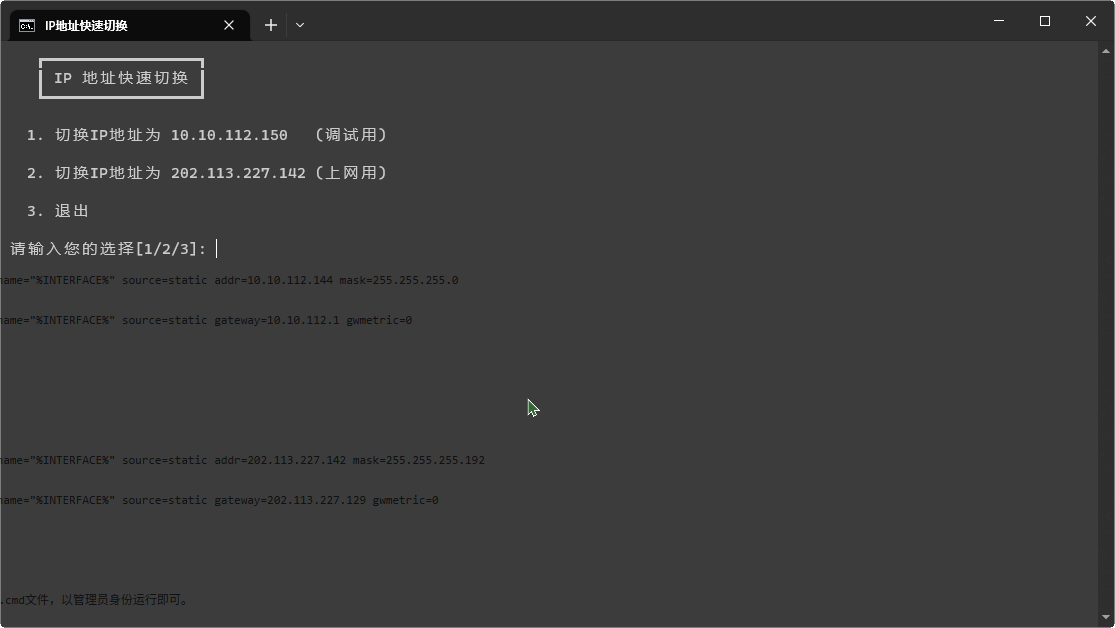 IP地址快速切换
IP 地址快速切换
1. 切换IP地址为 10.10.112.150 (调试用)
2. 切换IP地址为 202.113.227.142 (上网用)
3. 退出
请输入您的选择[1/2/3]:
name="%INTERFACE%" source=static addr=10.10.112.144 mask=255.255.255.0
name="%INTERFACE%" source=static gateway=10.10.112.1 gwmetric=0
name="%INTERFACE%" source=static addr=202.113.227.142 mask=255.255.255.192
name="%INTERFACE%" source=static gateway=202.113.227.129 gwmetric=0
.cmd文件，以管理员身份运行即可。